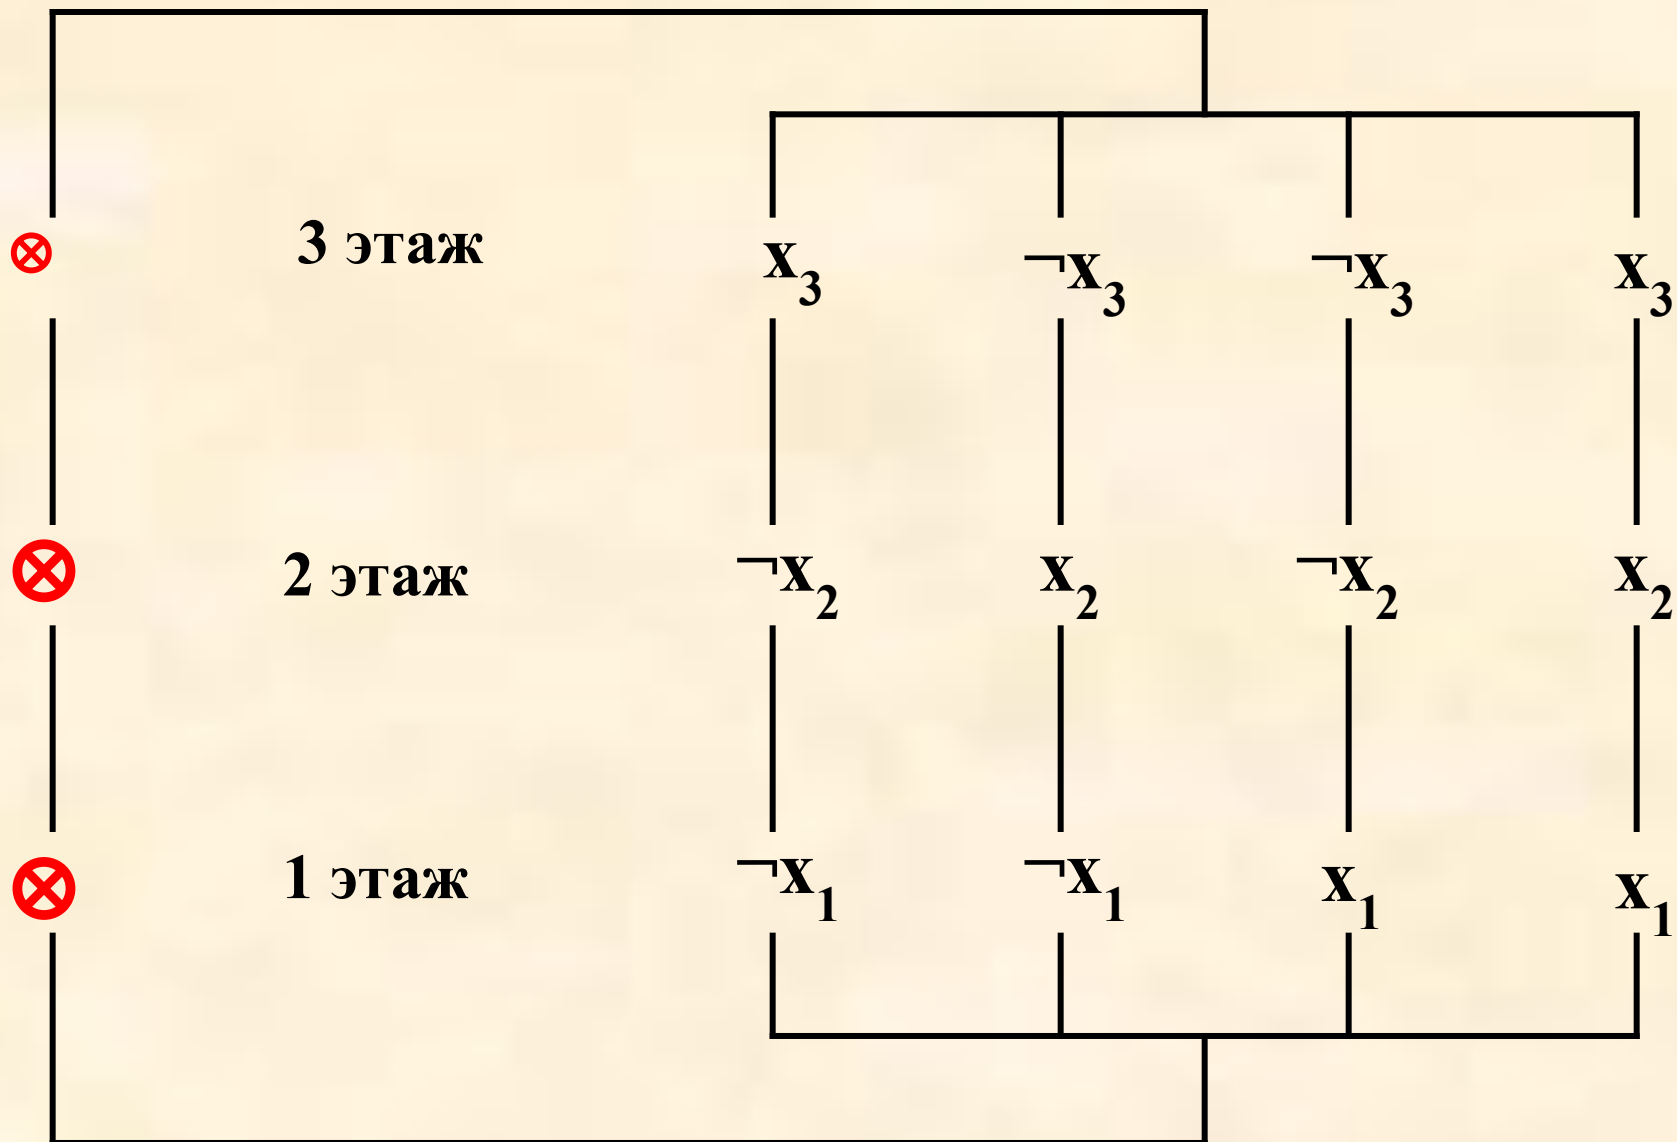 3 этаж x₃ ¬x₃ ¬x₃ x₃
2 этаж ¬x₂ x₂ ¬x₂ x₂
1 этаж ¬x₁ ¬x₁ x₁ x₁